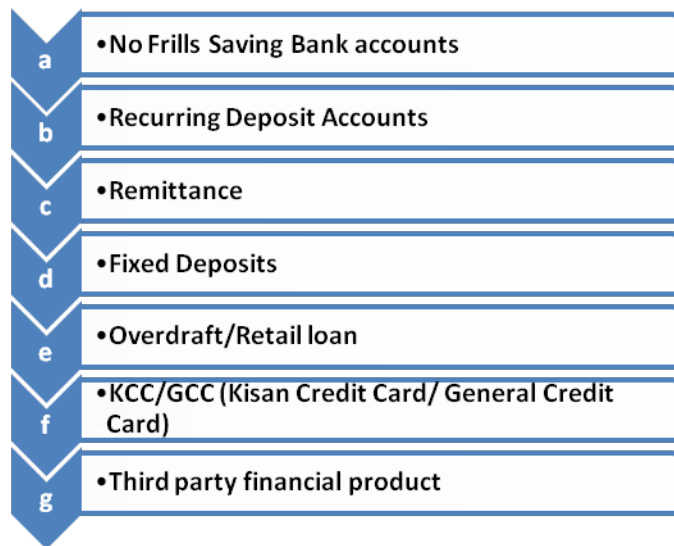 a
•No Frills Saving Bank accounts
b
•Recurring Deposit Accounts
c
•Remittance
d
•Fixed Deposits
e
•Overdraft/Retail loan
f
•KCC/GCC (Kisan Credit Card/ General Credit
Card)
g
•Third party financial product